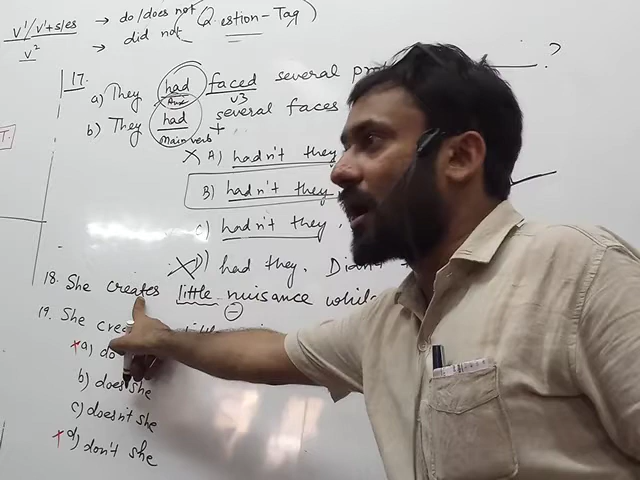 V¹/V¹+s/es → do/does not (Question-Tag)
V² → did not
17.
a) They had faced several ?
Aux V3
b) They had several faces
main verb +
T.
X A) hadn't they
B) hadn't they
C) hadn't they.
X D) had they. Didn't
18. She creates little nuisance while
(−)
19. She
x a) do
b) does she
c) doesn't she
x d) don't she